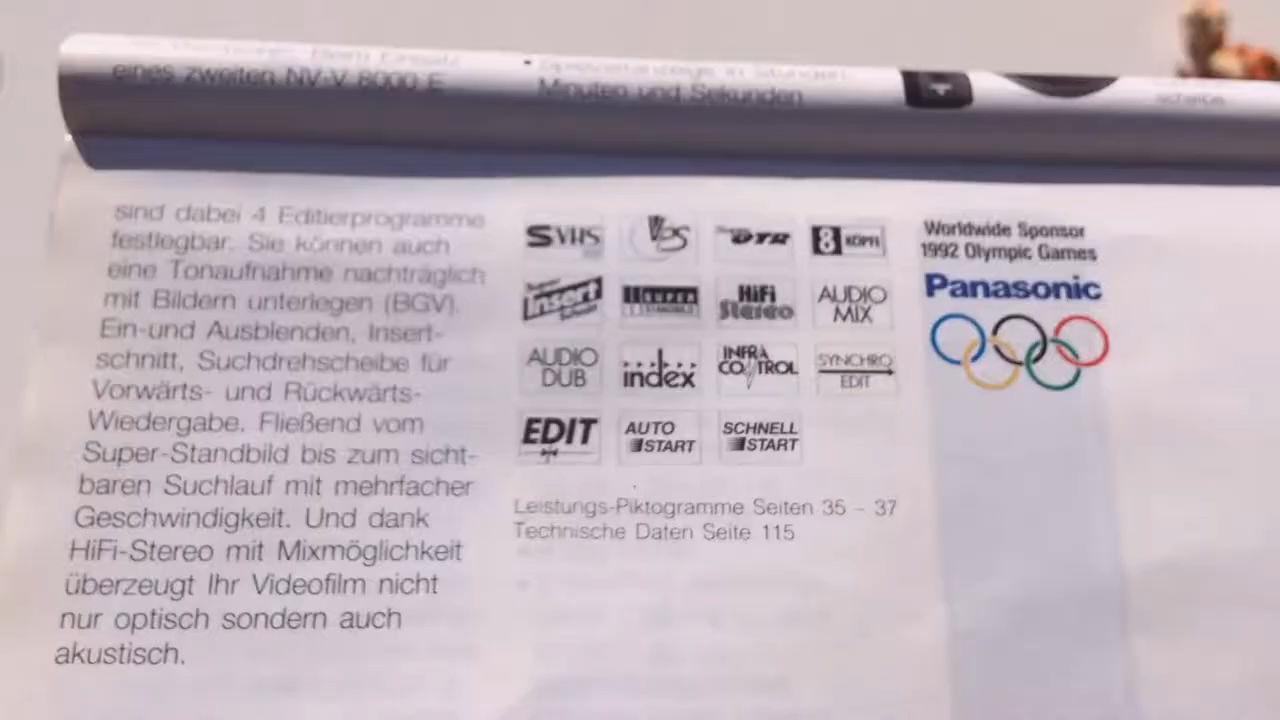 eines zweiten NV-V 8000 E
sind dabei 4 Editierprogramme
festlegbar. Sie können auch
eine Tonaufnahme nachträglich
mit Bildern unterlegen (BGV).
Ein-und Ausblenden, Insert-
schnitt, Suchdrehscheibe für
Vorwärts- und Rückwärts-
Wiedergabe. Fließend vom
Super-Standbild bis zum sicht-
baren Suchlauf mit mehrfacher
Geschwindigkeit. Und dank
HiFi-Stereo mit Mixmöglichkeit
überzeugt Ihr Videofilm nicht
nur optisch sondern auch
akustisch.
Minuten und Sekunden
S VHS
VPS
OTR
8 KÖPFE
Insert
SUPER
HiFi
Stereo
AUDIO
MIX
AUDIO
DUB
index
INFRA
CONTROL
SYNCHRO
EDIT
EDIT
AUTO
START
SCHNELL
START
Leistungs-Piktogramme Seiten 35 - 37
Technische Daten Seite 115
Worldwide Sponsor
1992 Olympic Games
Panasonic